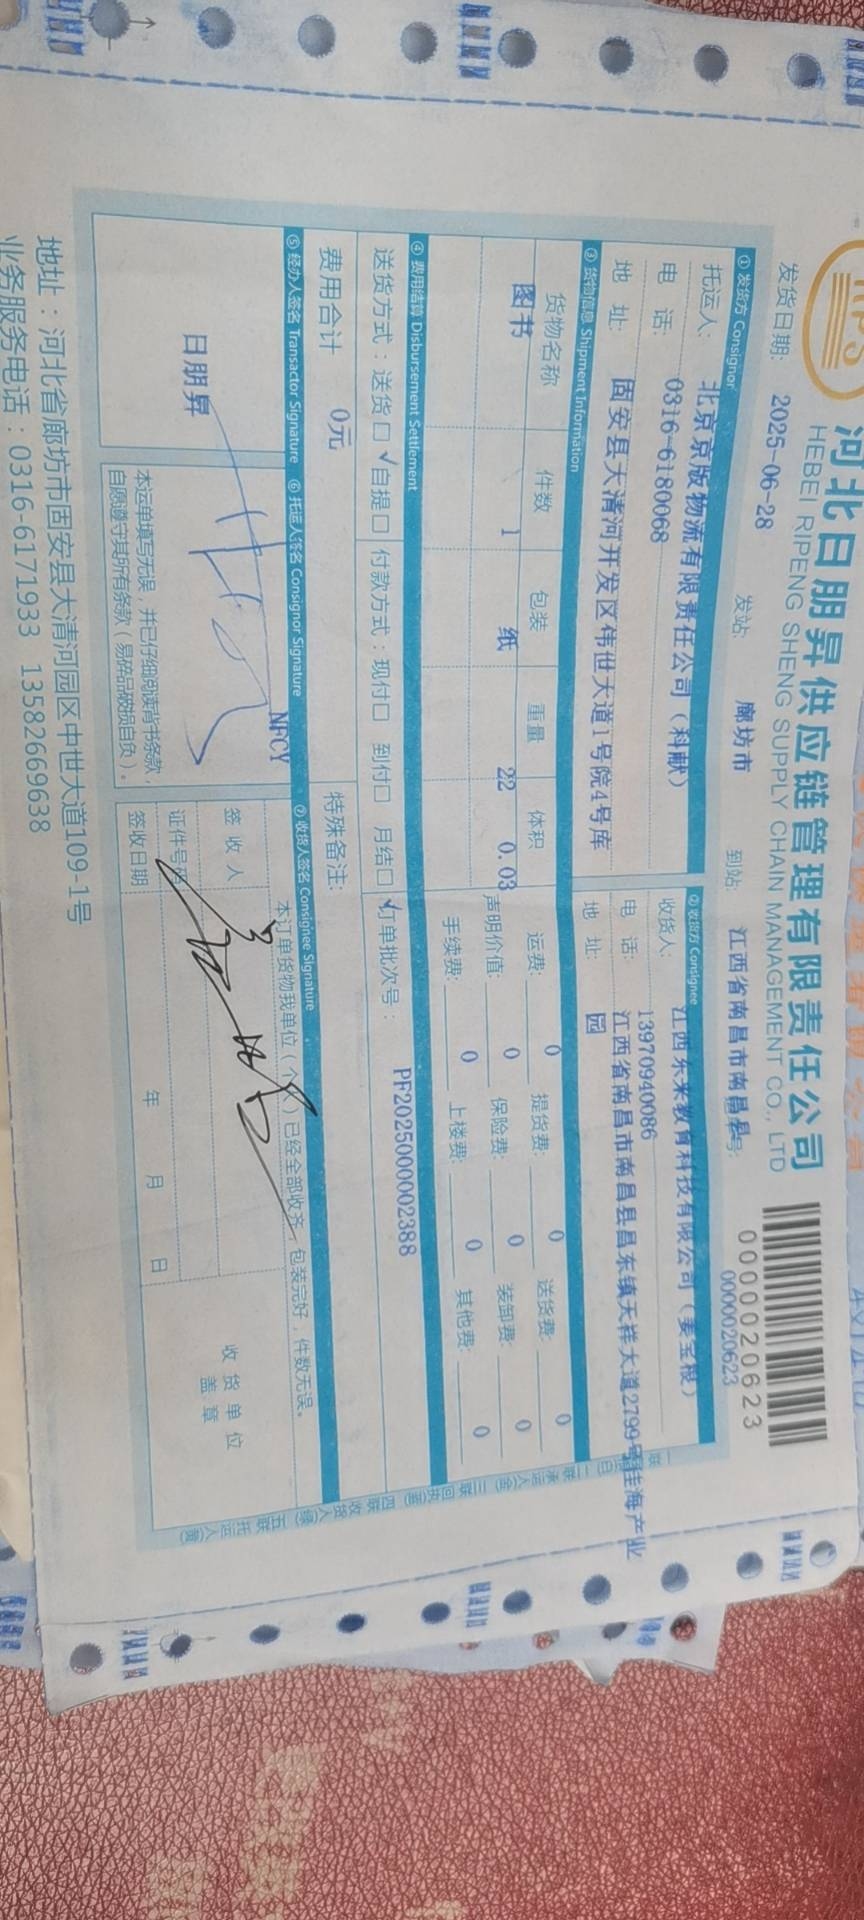 河北日朋昇供应链管理有限责任公司
HEBEI RIPENG SHENG SUPPLY CHAIN MANAGEMENT CO., LTD
0000020623
发货日期: 2025-06-28 发站: 廊坊市 到站: 江西省南昌市南昌县 号: 0000020623
① 发货方 Consignor
托运人: 北京京版物流有限责任公司（科献）
电 话: 0316-6180068
地 址: 固安县大清河开发区伟世大道1号院4号库
② 收货方 Consignee
收货人: 江西东来教育科技有限公司（姜宝根）
电 话: 13970940086
地 址: 江西省南昌市南昌县昌东镇天祥大道2799号佳海产业
园
③ 货物信息 Shipment Information
货物名称 件数 包装 重量 体积
图书 1 纸 22 0.03
运费: 0 提货费: 0 送货费: 0
声明价值: 0 保险费: 0 装卸费: 0
手续费: 0 上楼费: 0 其他费: 0
④ 费用结算 Disbursement Settlement
送货方式：送货□ ✓自提□ 付款方式：现付□ 到付□ 月结□ ✓订单批次号： PF2025000002388
费用合计 0元 特殊备注:
⑤ 经办人签名 Transactor Signature
日朋昇
⑥ 托运人签名 Consignor Signature
NFCY
本运单填写无误，并已仔细阅读背书条款，
自愿遵守其所有条款（易碎品破损自负）。
⑦ 收货人签名 Consignee Signature
本订单货物我单位（个人）已经全部收齐，包装完好，件数无误。
签 收 人
证件号码
签收日期 年 月 日
收 货 单 位
盖 章
地址：河北省廊坊市固安县大清河园区中世大道109-1号
业务服务电话：0316-6171933 13582669638